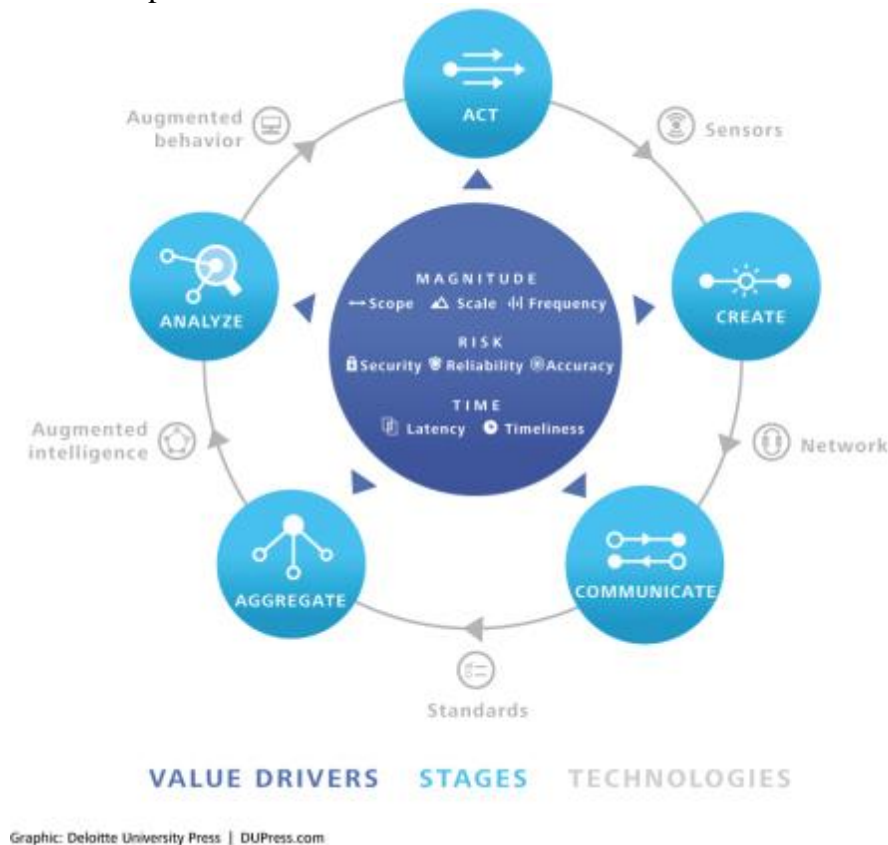 ACT
Augmented
behavior
Sensors
ANALYZE
MAGNITUDE
Scope Scale Frequency
CREATE
RISK
Security Reliability Accuracy
TIME
Latency Timeliness
Augmented
intelligence
Network
AGGREGATE
COMMUNICATE
Standards
VALUE DRIVERS STAGES TECHNOLOGIES
Graphic: Deloitte University Press | DUPress.com